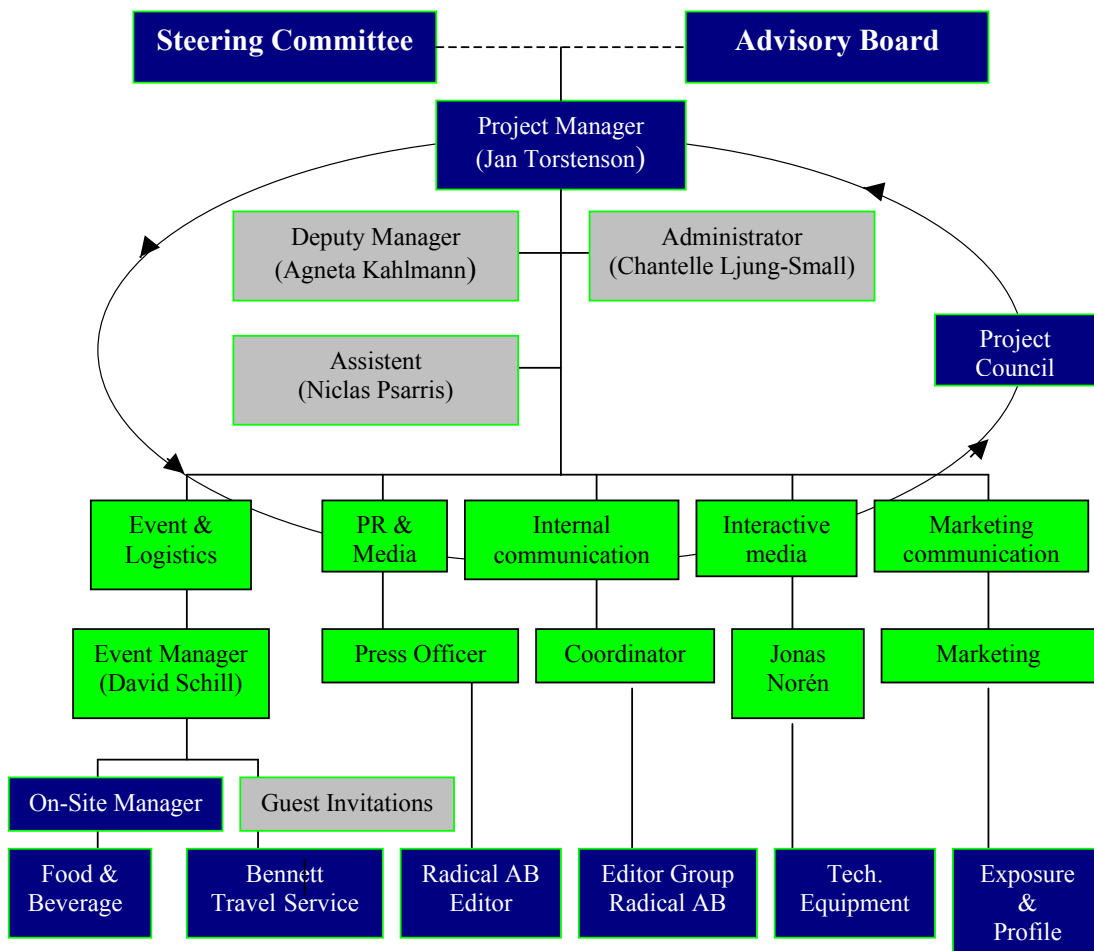 Steering Committee
Advisory Board
Project Manager
(Jan Torstenson)
Deputy Manager
(Agneta Kahlmann)
Administrator
(Chantelle Ljung-Small)
Assistent
(Niclas Psarris)
Project
Council
Event &
Logistics
PR &
Media
Internal
communication
Interactive
media
Marketing
communication
Event Manager
(David Schill)
Press Officer
Coordinator
Jonas
Norén
Marketing
On-Site Manager
Guest Invitations
Food &
Beverage
Bennett
Travel Service
Radical AB
Editor
Editor Group
Radical AB
Tech.
Equipment
Exposure
&
Profile